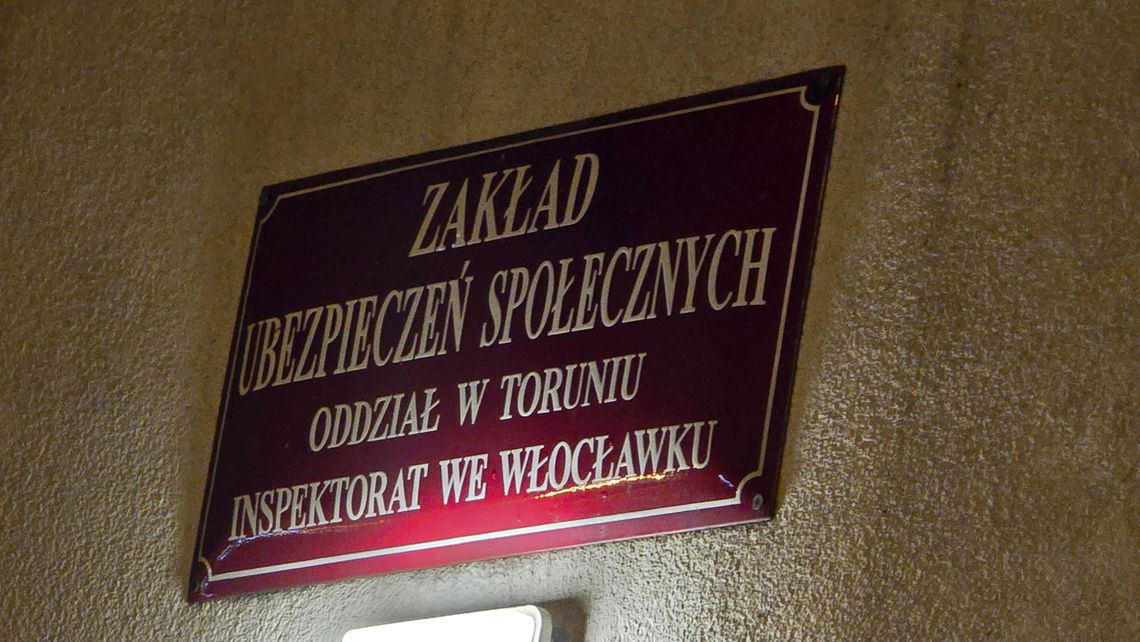 ZAKŁAD
UBEZPIECZEŃ SPOŁECZNYCH
ODDZIAŁ W TORUNIU
INSPEKTORAT WE WŁOCŁAWKU